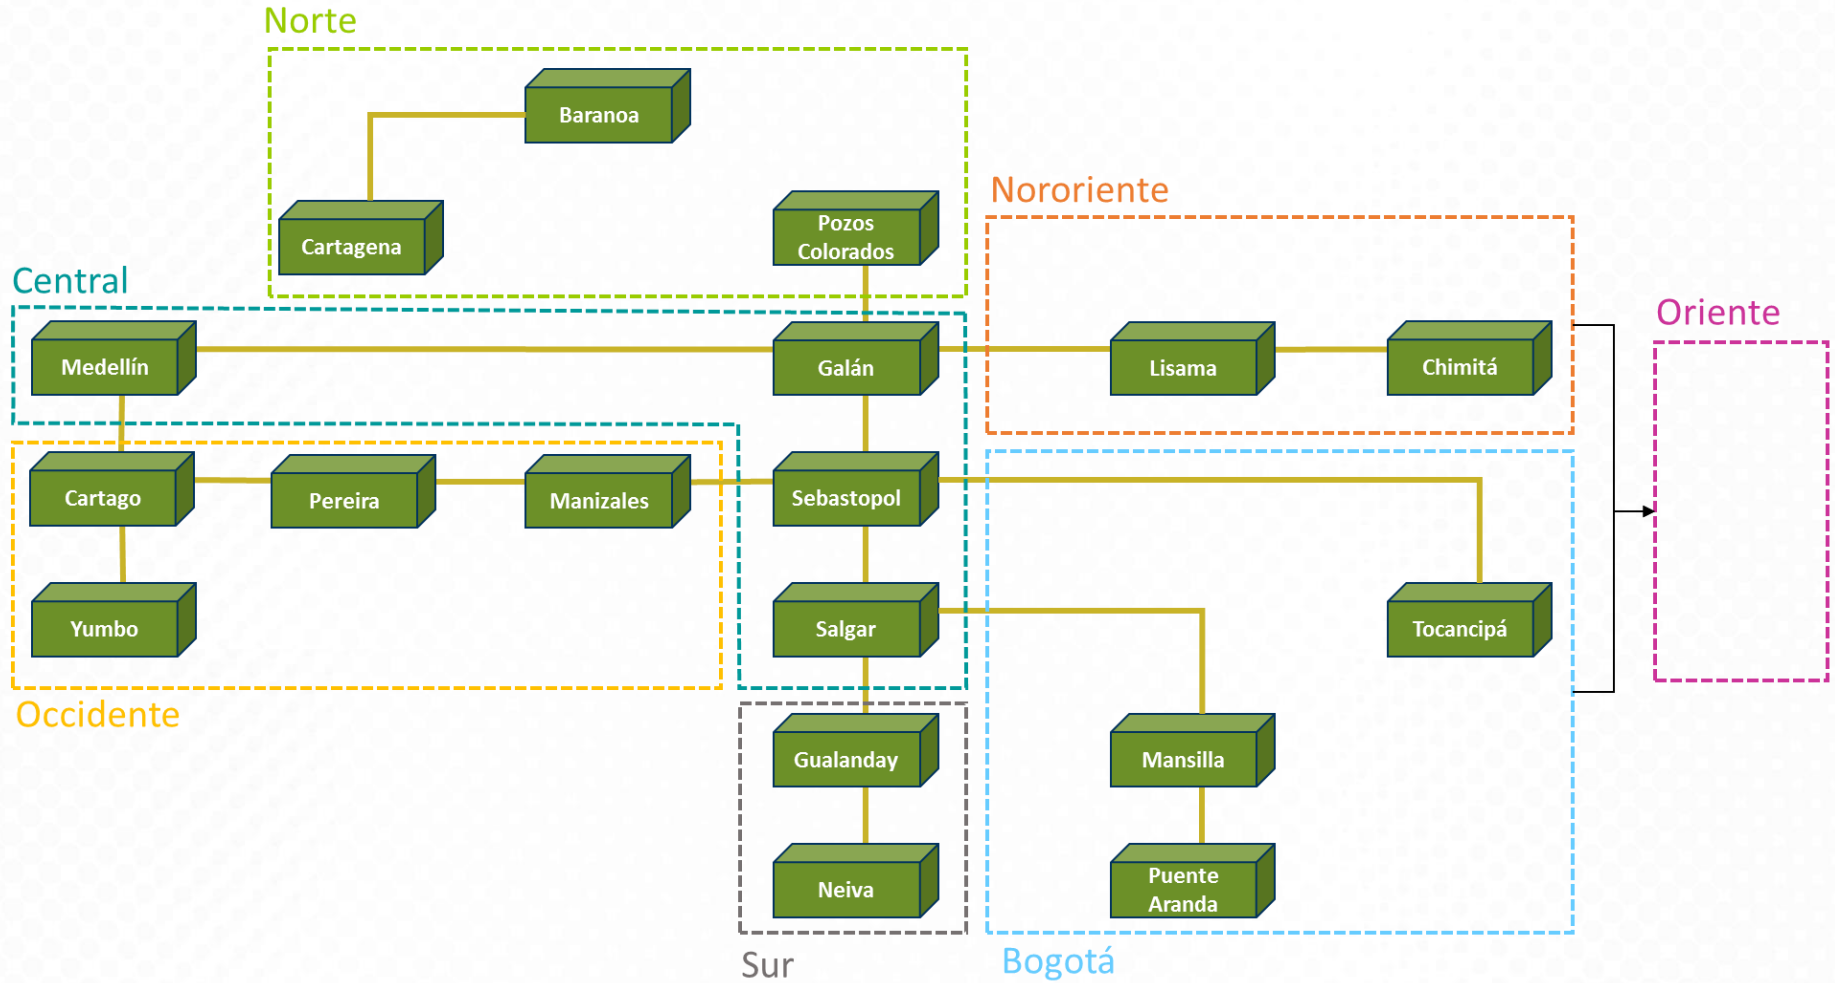 Norte
Baranoa
Cartagena
Pozos
Colorados
Nororiente
Central
Medellín
Galán
Lisama
Chimitá
Oriente
Cartago
Pereira
Manizales
Sebastopol
Yumbo
Salgar
Tocancipá
Occidente
Gualanday
Mansilla
Neiva
Puente
Aranda
Sur
Bogotá